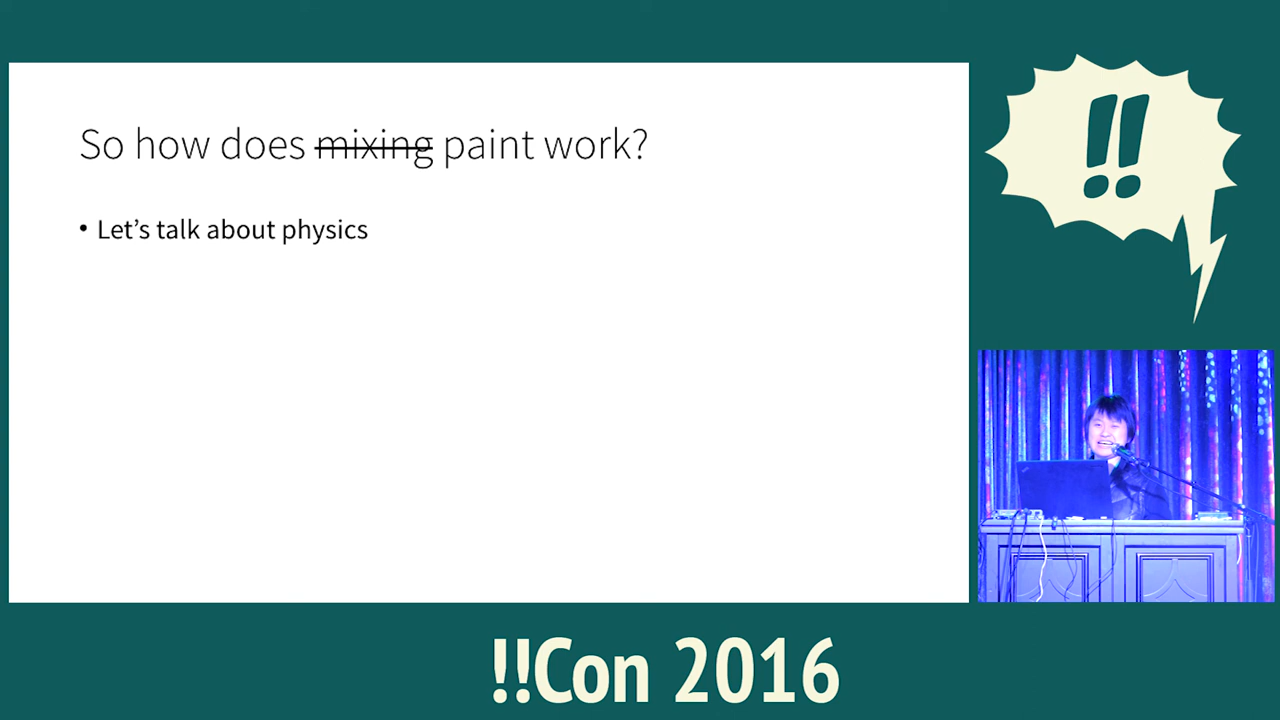 So how does mixing paint work?
• Let's talk about physics
!!
!!Con 2016